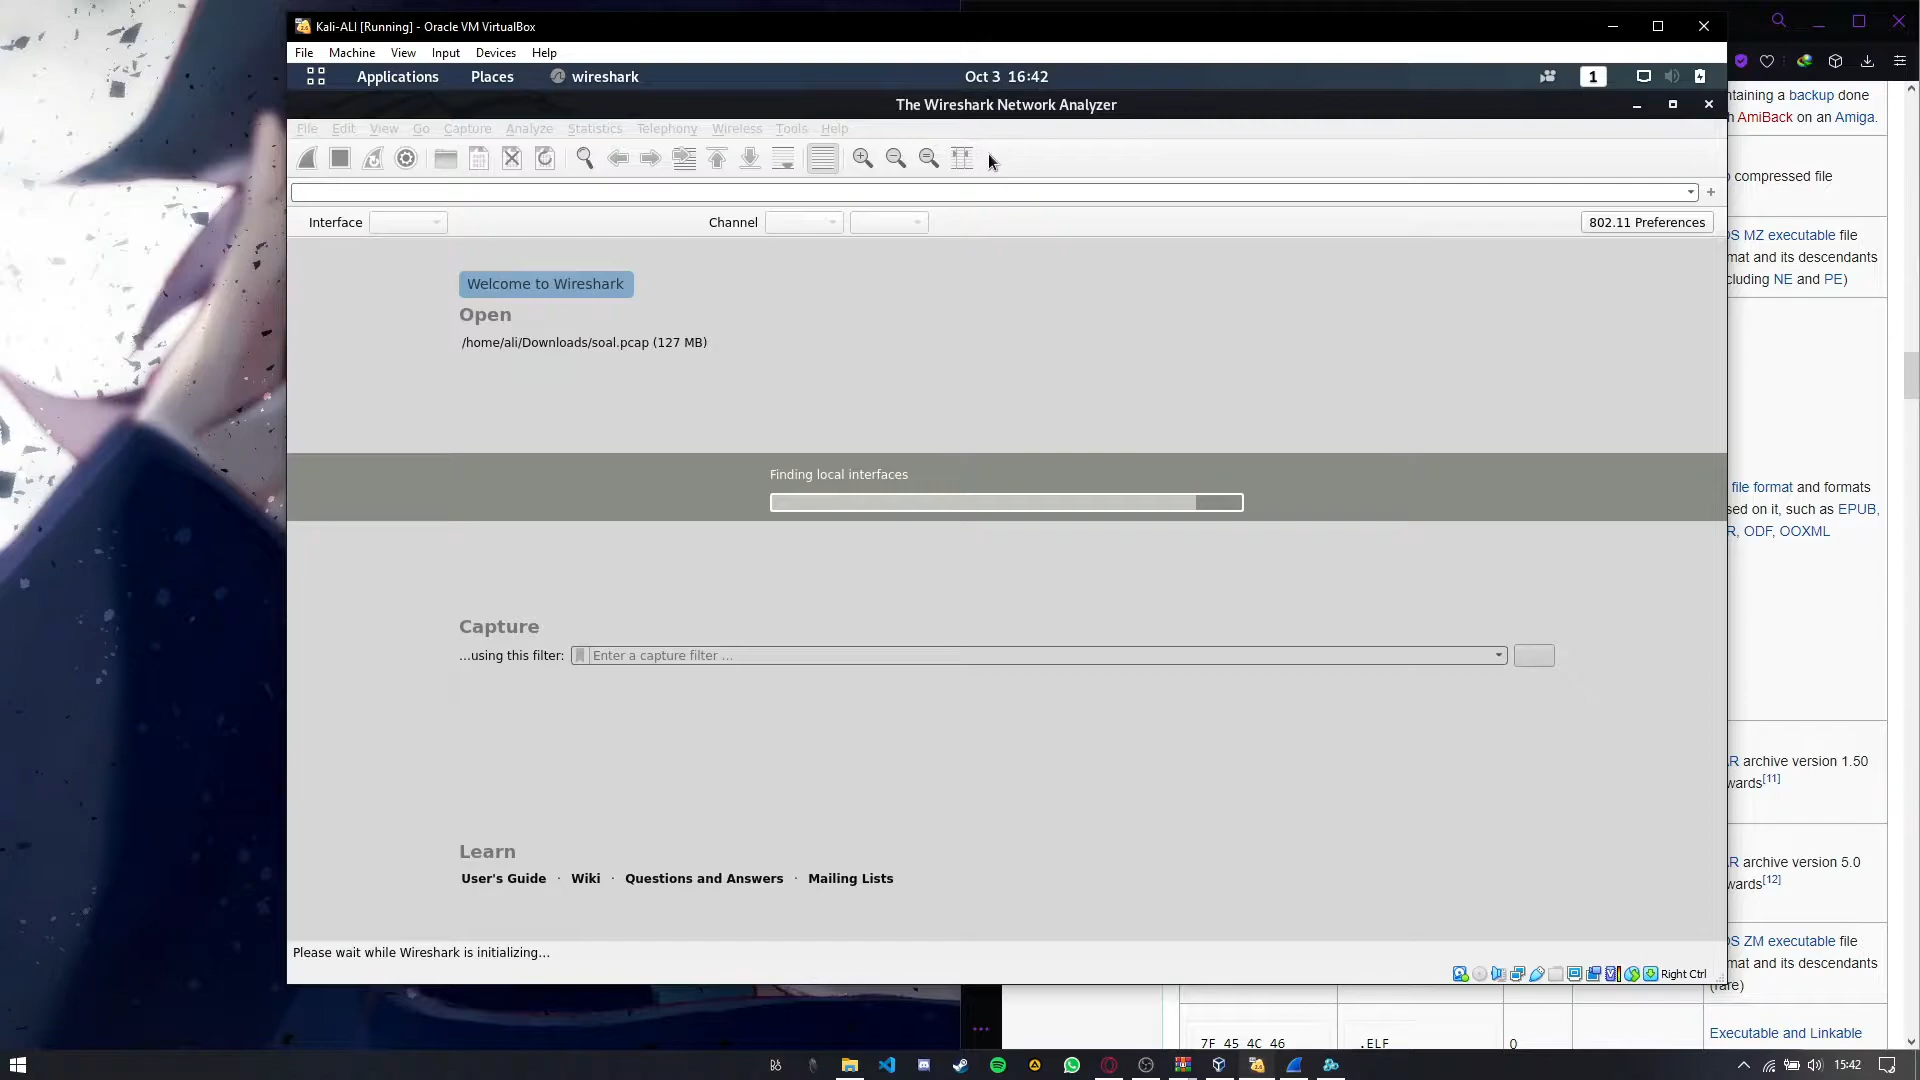 Kali-ALI [Running] - Oracle VM VirtualBox
File Machine View Input Devices Help
Applications Places wireshark Oct 3 16:42 1
The Wireshark Network Analyzer
File Edit View Go Capture Analyze Statistics Telephony Wireless Tools Help
Interface Channel 802.11 Preferences
Welcome to Wireshark
Open
/home/ali/Downloads/soal.pcap (127 MB)
Finding local interfaces
Capture
...using this filter: Enter a capture filter ...
Learn
User's Guide · Wiki · Questions and Answers · Mailing Lists
Please wait while Wireshark is initializing...
Right Ctrl
ntaining a backup done
h AmiBack on an Amiga.
compressed file
OS MZ executable file
mat and its descendants
cluding NE and PE)
file format and formats
sed on it, such as EPUB,
R, ODF, OOXML
AR archive version 1.50
wards[11]
AR archive version 5.0
wards[12]
OS ZM executable file
mat and its descendants
(rare)
7F 45 4C 46 .ELF 0 Executable and Linkable
15:42